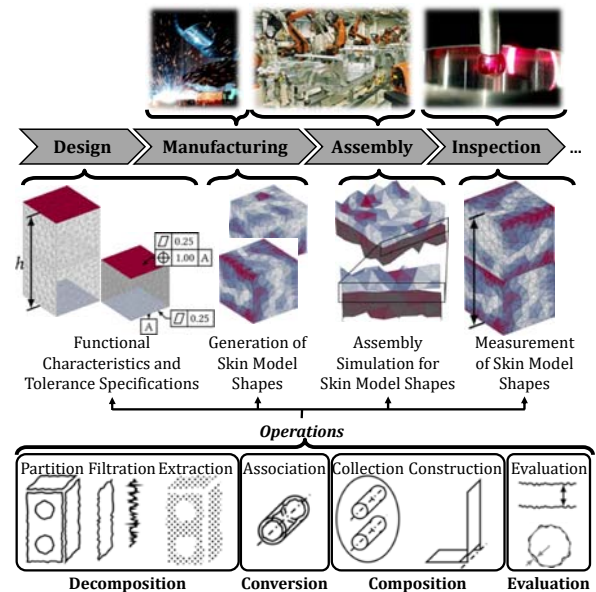 Design Manufacturing Assembly Inspection ...
0.25
1.00 A
h
A
0.25
Functional
Characteristics and
Tolerance Specifications
Generation of
Skin Model
Shapes
Assembly
Simulation for
Skin Model Shapes
Measurement
of Skin Model
Shapes
Operations
Partition Filtration Extraction Association Collection Construction Evaluation
Decomposition Conversion Composition Evaluation